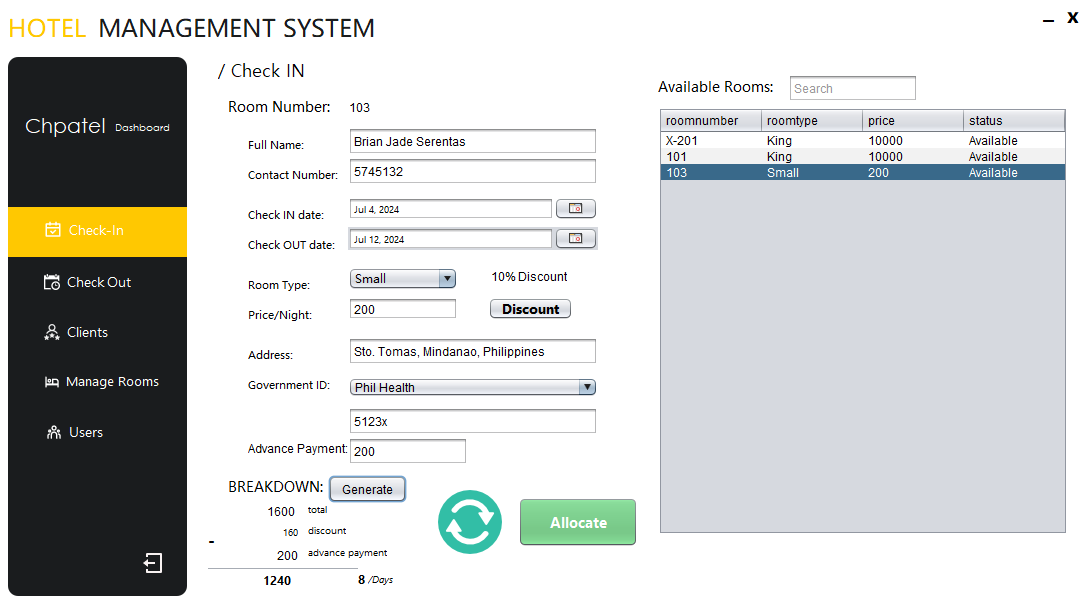 HOTEL MANAGEMENT SYSTEM
– X
Chpatel Dashboard
Check-In
Check Out
Clients
Manage Rooms
Users
/ Check IN
Room Number: 103
Full Name: Brian Jade Serentas
Contact Number: 5745132
Check IN date: Jul 4, 2024
Check OUT date: Jul 12, 2024
Room Type: Small 10% Discount
Price/Night: 200 Discount
Address: Sto. Tomas, Mindanao, Philippines
Government ID: Phil Health
5123x
Advance Payment: 200
BREAKDOWN: Generate
1600 total
160 discount
- 200 advance payment
1240 8 /Days
Allocate
Available Rooms: Search
roomnumber roomtype price status
X-201 King 10000 Available
101 King 10000 Available
103 Small 200 Available